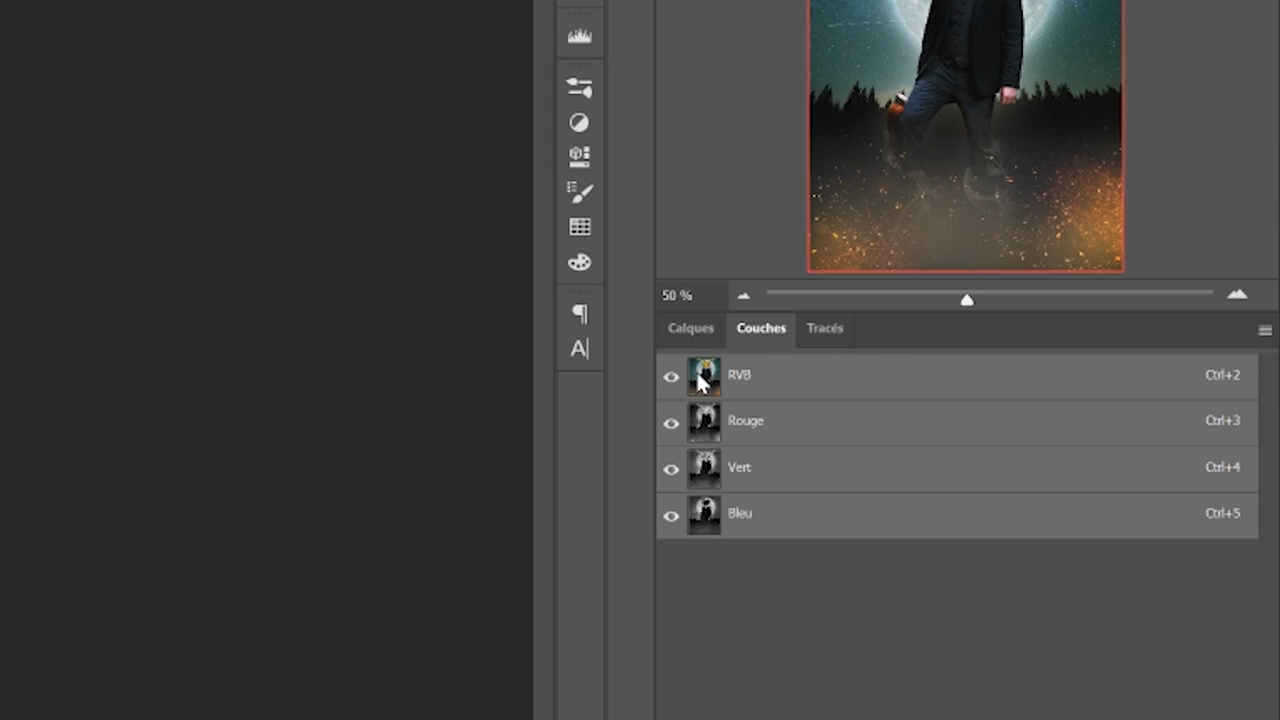 50 %
Calques Couches Tracés
RVB Ctrl+2
Rouge Ctrl+3
Vert Ctrl+4
Bleu Ctrl+5